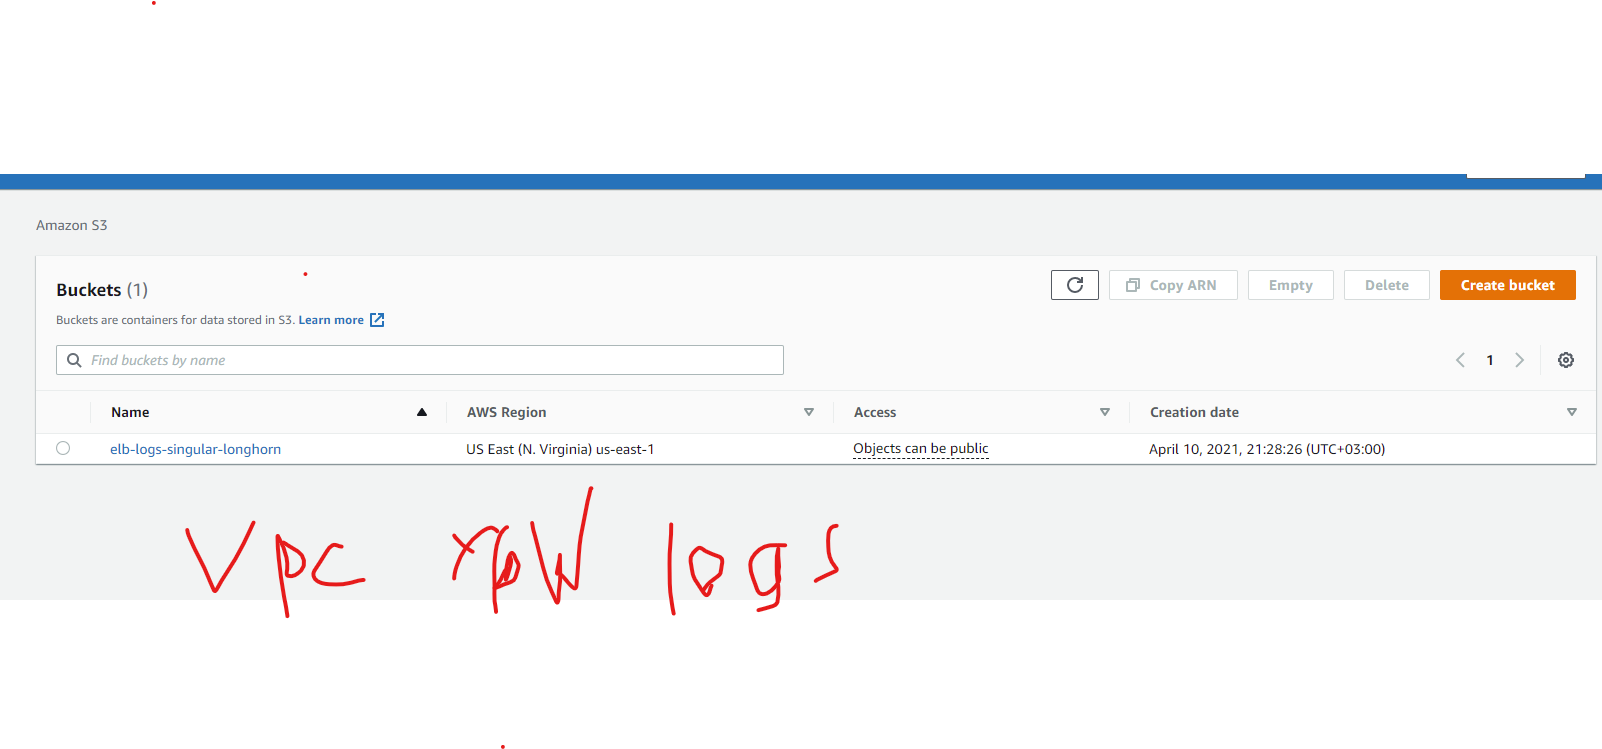 Amazon S3
Buckets (1)
Copy ARN Empty Delete Create bucket
Buckets are containers for data stored in S3. Learn more
Find buckets by name
1
Name AWS Region Access Creation date
elb-logs-singular-longhorn US East (N. Virginia) us-east-1 Objects can be public April 10, 2021, 21:28:26 (UTC+03:00)
Vpc logs